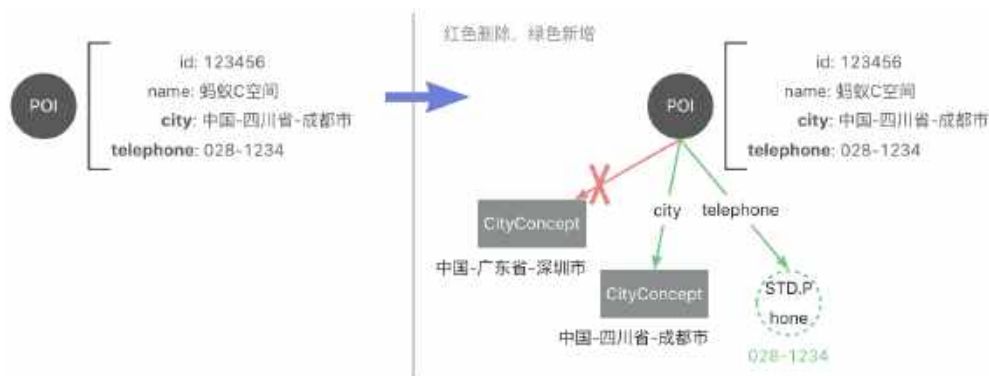 POI
id: 123456
name: 蚂蚁C空间
city: 中国-四川省-成都市
telephone: 028-1234
红色删除、绿色新增
POI
id: 123456
name: 蚂蚁C空间
city: 中国-四川省-成都市
telephone: 028-1234
city
telephone
CityConcept
中国-广东省-深圳市
CityConcept
中国-四川省-成都市
STD.P
hone
028-1234